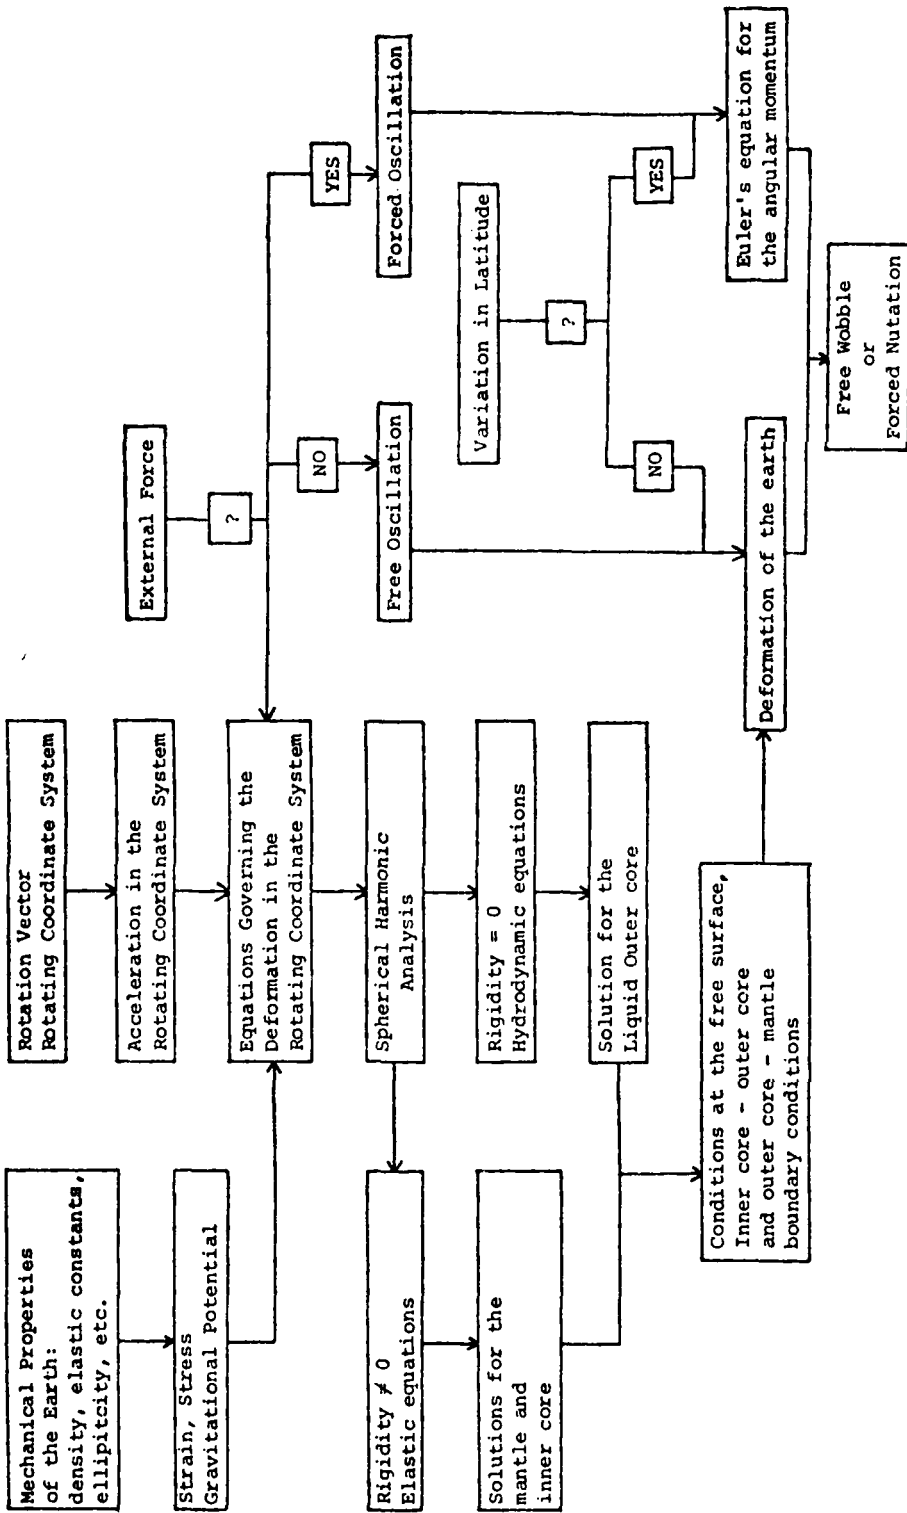 Mechanical Properties
of the Earth:
density, elastic constants,
ellipitcity, etc.
Strain, Stress
Gravitational Potential
Rigidity ≠ 0
Elastic equations
Solutions for the
mantle and
inner core
Rotation Vector
Rotating Coordinate System
Acceleration in the
Rotating Coordinate System
Equations Governing the
Deformation in the
Rotating Coordinate System
Spherical Harmonic
Analysis
Rigidity = 0
Hydrodynamic equations
Solution for the
Liquid Outer core
Conditions at the free surface,
Inner core - outer core
and outer core - mantle
boundary conditions
External Force
?
NO
YES
Free Oscillation
Forced Oscillation
Variation in Latitude
?
NO
YES
Deformation of the earth
Euler's equation for
the angular momentum
Free Wobble
or
Forced Nutation